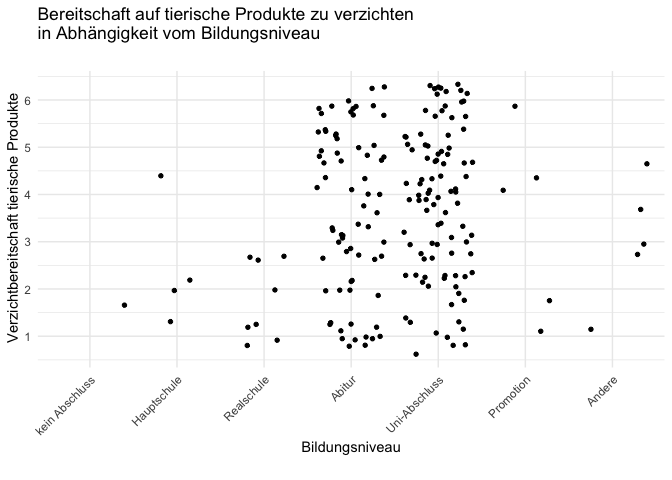 Bereitschaft auf tierische Produkte zu verzichten
in Abhängigkeit vom Bildungsniveau
Verzichtbereitschaft tierische Produkte
6
5
4
3
2
1
kein Abschluss
Hauptschule
Realschule
Abitur
Uni-Abschluss
Promotion
Andere
Bildungsniveau